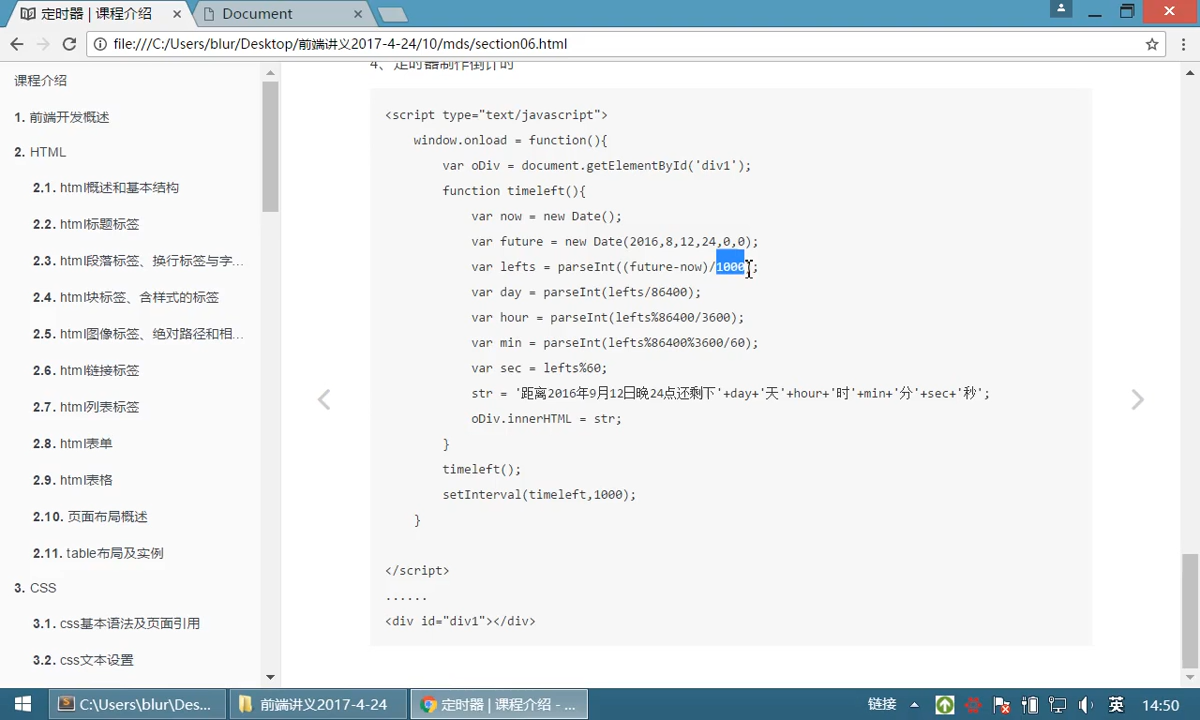 定时器 | 课程介绍
Document
file:///C:/Users/blur/Desktop/前端讲义2017-4-24/10/mds/section06.html
课程介绍
1. 前端开发概述
2. HTML
2.1. html概述和基本结构
2.2. html标题标签
2.3. html段落标签、换行标签与字...
2.4. html块标签、含样式的标签
2.5. html图像标签、绝对路径和相...
2.6. html链接标签
2.7. html列表标签
2.8. html表单
2.9. html表格
2.10. 页面布局概述
2.11. table布局及实例
3. CSS
3.1. css基本语法及页面引用
3.2. css文本设置
4、定时器制作倒计时
<script type="text/javascript">
window.onload = function(){
var oDiv = document.getElementById('div1');
function timeleft(){
var now = new Date();
var future = new Date(2016,8,12,24,0,0);
var lefts = parseInt((future-now)/1000);
var day = parseInt(lefts/86400);
var hour = parseInt(lefts%86400/3600);
var min = parseInt(lefts%86400%3600/60);
var sec = lefts%60;
str = '距离2016年9月12日晚24点还剩下'+day+'天'+hour+'时'+min+'分'+sec+'秒';
oDiv.innerHTML = str;
}
timeleft();
setInterval(timeleft,1000);
}
</script>
......
<div id="div1"></div>
C:\Users\blur\Des...
前端讲义2017-4-24
定时器 | 课程介绍 - ...
链接
英
14:50